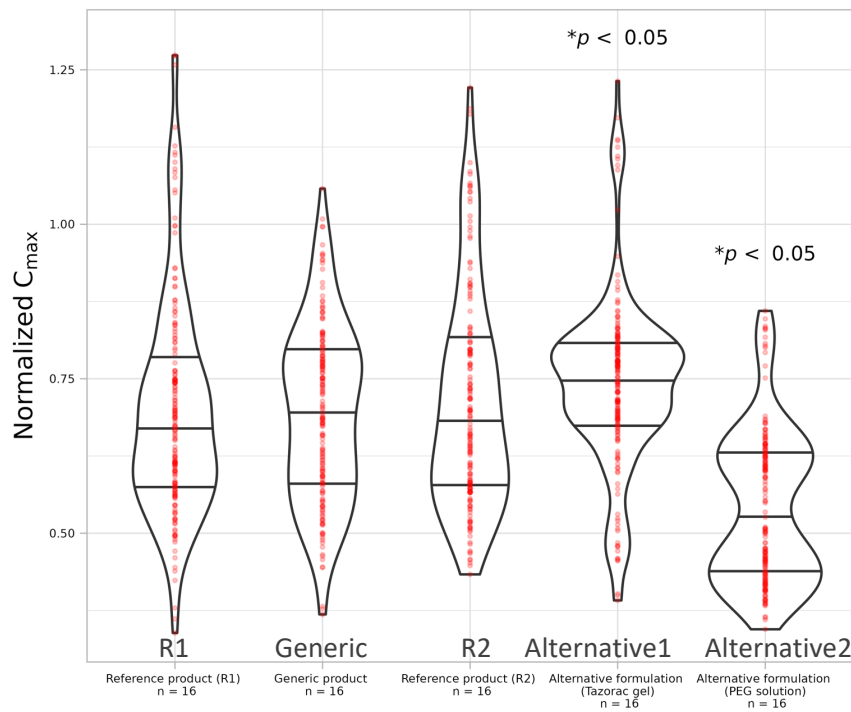 *p < 0.05
1.25
1.00
*p < 0.05
Normalized Cmax
0.75
0.50
R1 Generic R2 Alternative1 Alternative2
Reference product (R1) Generic product Reference product (R2) Alternative formulation Alternative formulation
n = 16 n = 16 n = 16 (Tazorac gel) (PEG solution)
n = 16 n = 16